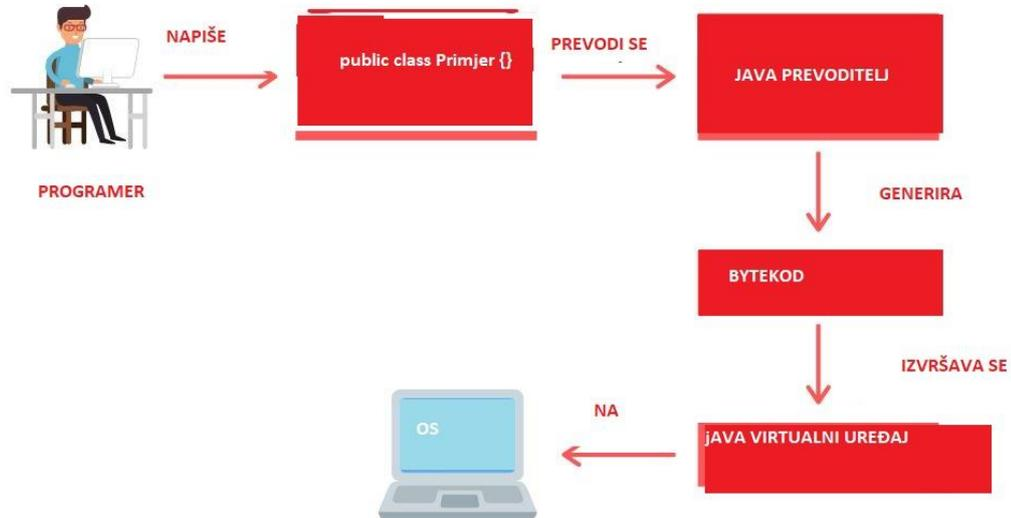 NAPIŠE
public class Primjer {}
PREVODI SE
JAVA PREVODITELJ
PROGRAMER
GENERIRA
BYTEKOD
IZVRŠAVA SE
jAVA VIRTUALNI UREĐAJ
NA
OS